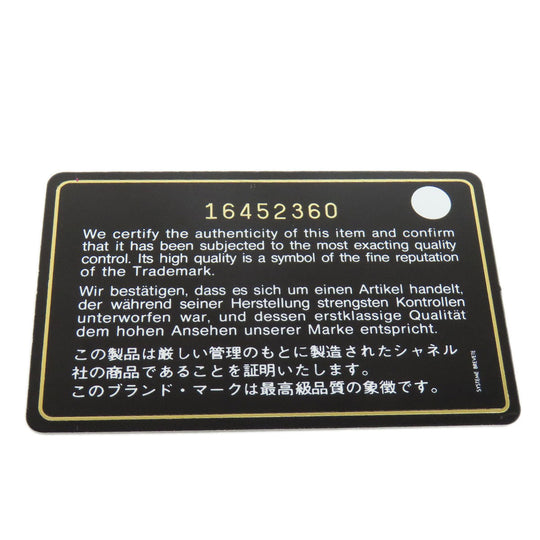 16452360
We certify the authenticity of this item and confirm
that it has been subjected to the most exacting quality
control. Its high quality is a symbol of the fine reputation
of the Trademark.
Wir bestätigen, dass es sich um einen Artikel handelt,
der während seiner Herstellung strengsten Kontrollen
unterworfen war, und dessen erstklassige Qualität
dem hohen Ansehen unserer Marke entspricht.
この製品は厳しい管理のもとに製造されたシャネル
社の商品であることを証明いたします。
このブランド・マークは最高級品質の象徴です。
SYSTEME BREVETE